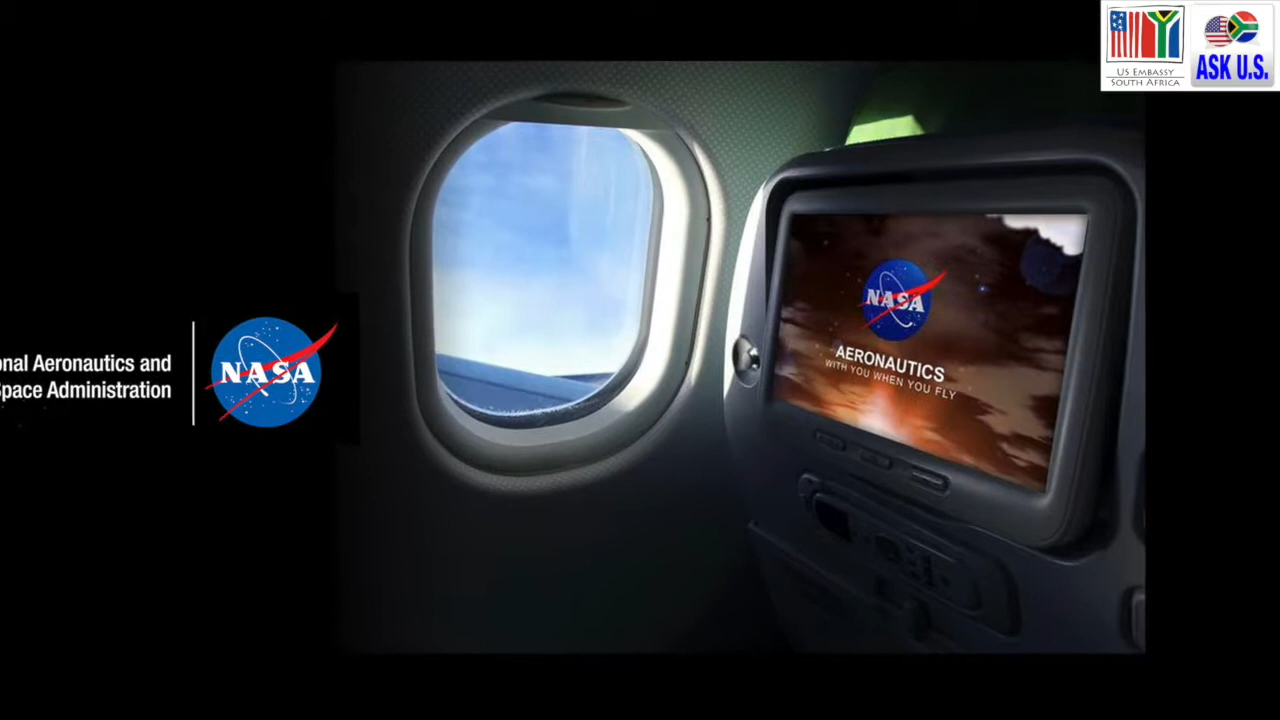 US EMBASSY
SOUTH AFRICA
ASK U.S.
onal Aeronautics and
Space Administration
NASA
NASA
AERONAUTICS
WITH YOU WHEN YOU FLY